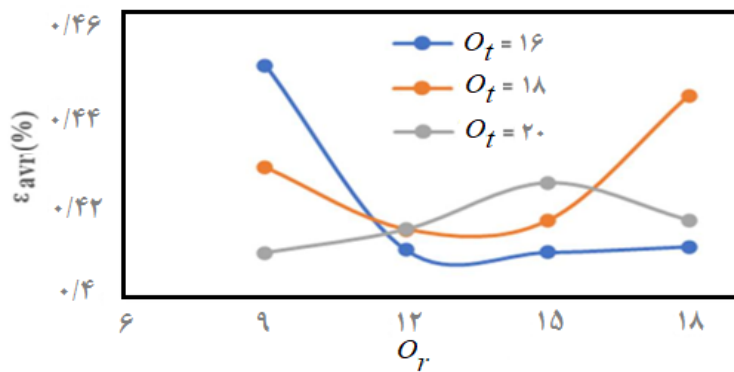 ۰/۴۶
۰/۴۴
۰/۴۲
۰/۴
ε avr(%)
O_t = ۱۶
O_t = ۱۸
O_t = ۲۰
۶ ۹ ۱۲ ۱۵ ۱۸
O_r